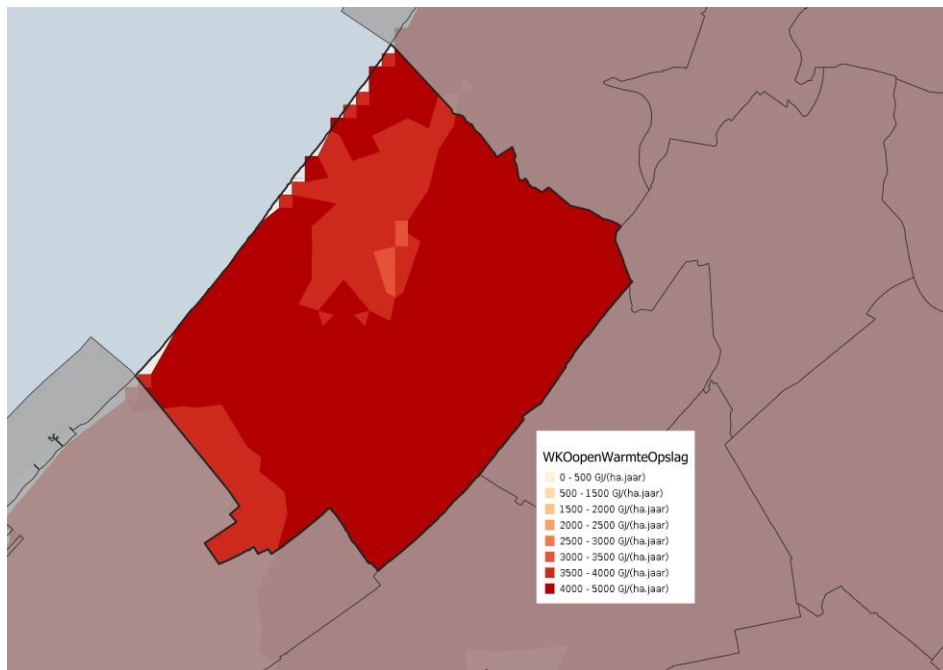 WKOopenWarmteOpslag
0 - 500 GJ/(ha.jaar)
500 - 1500 GJ/(ha.jaar)
1500 - 2000 GJ/(ha.jaar)
2000 - 2500 GJ/(ha.jaar)
2500 - 3000 GJ/(ha.jaar)
3000 - 3500 GJ/(ha.jaar)
3500 - 4000 GJ/(ha.jaar)
4000 - 5000 GJ/(ha.jaar)